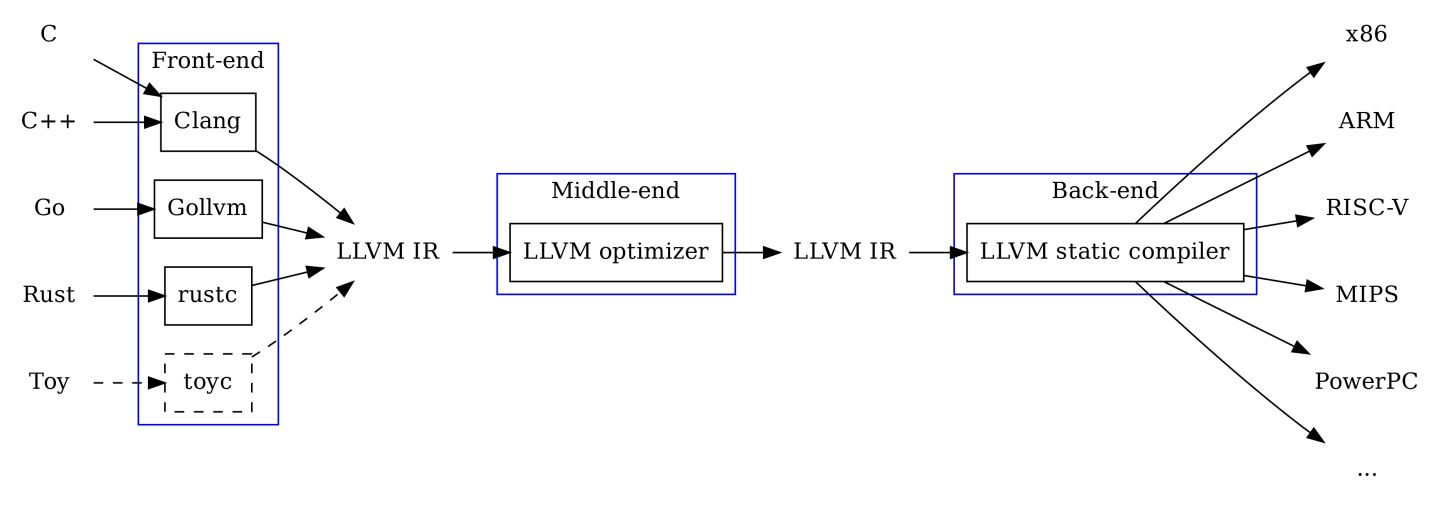 C
C++
Go
Rust
Toy
Front-end
Clang
Gollvm
rustc
toyc
LLVM IR
Middle-end
LLVM optimizer
LLVM IR
Back-end
LLVM static compiler
x86
ARM
RISC-V
MIPS
PowerPC
...